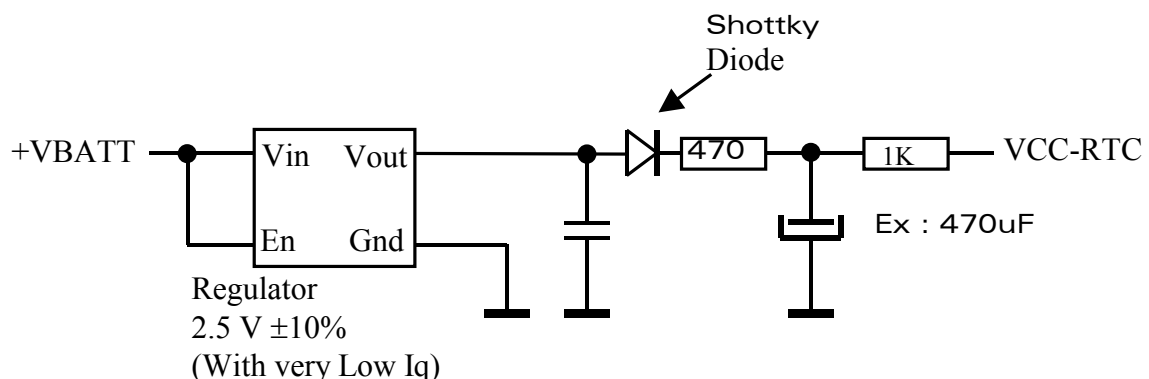 Shottky
Diode
+VBATT
Vin
Vout
470
1K
VCC-RTC
En
Gnd
Ex : 470uF
Regulator
2.5 V ±10%
(With very Low Iq)